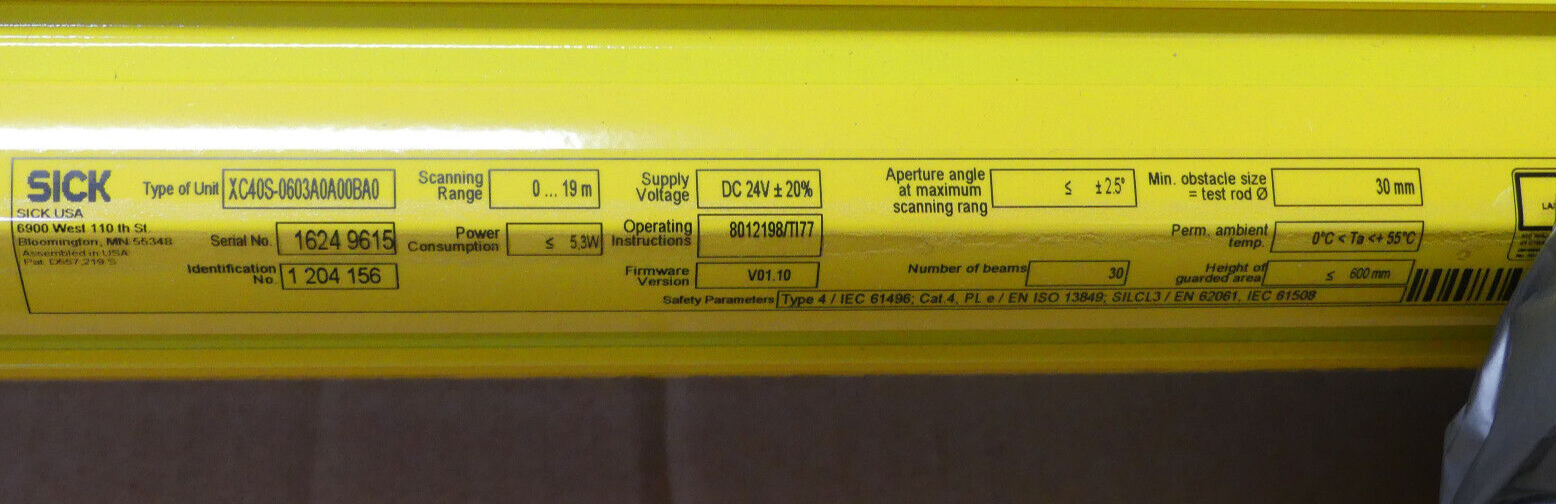 SICK
SICK USA
6900 West 110 th St.
Bloomington, MN 55348
Assembled in USA
Pat. D557,219 S
Type of Unit XC40S-0603A0A00BA0
Serial No. 1624 9615
Identification No. 1 204 156
Scanning Range 0 ... 19 m
Power Consumption ≤ 5,3W
Supply Voltage DC 24V ± 20%
Operating Instructions 8012198/TI77
Firmware Version V01.10
Aperture angle at maximum scanning rang ≤ ± 2.5°
Number of beams 30
Min. obstacle size = test rod Ø 30 mm
Perm. ambient temp. 0°C < Ta <+ 55°C
Height of guarded area ≤ 600 mm
Safety Parameters Type 4 / IEC 61496; Cat.4, PL e / EN ISO 13849; SILCL3 / EN 62061, IEC 61508